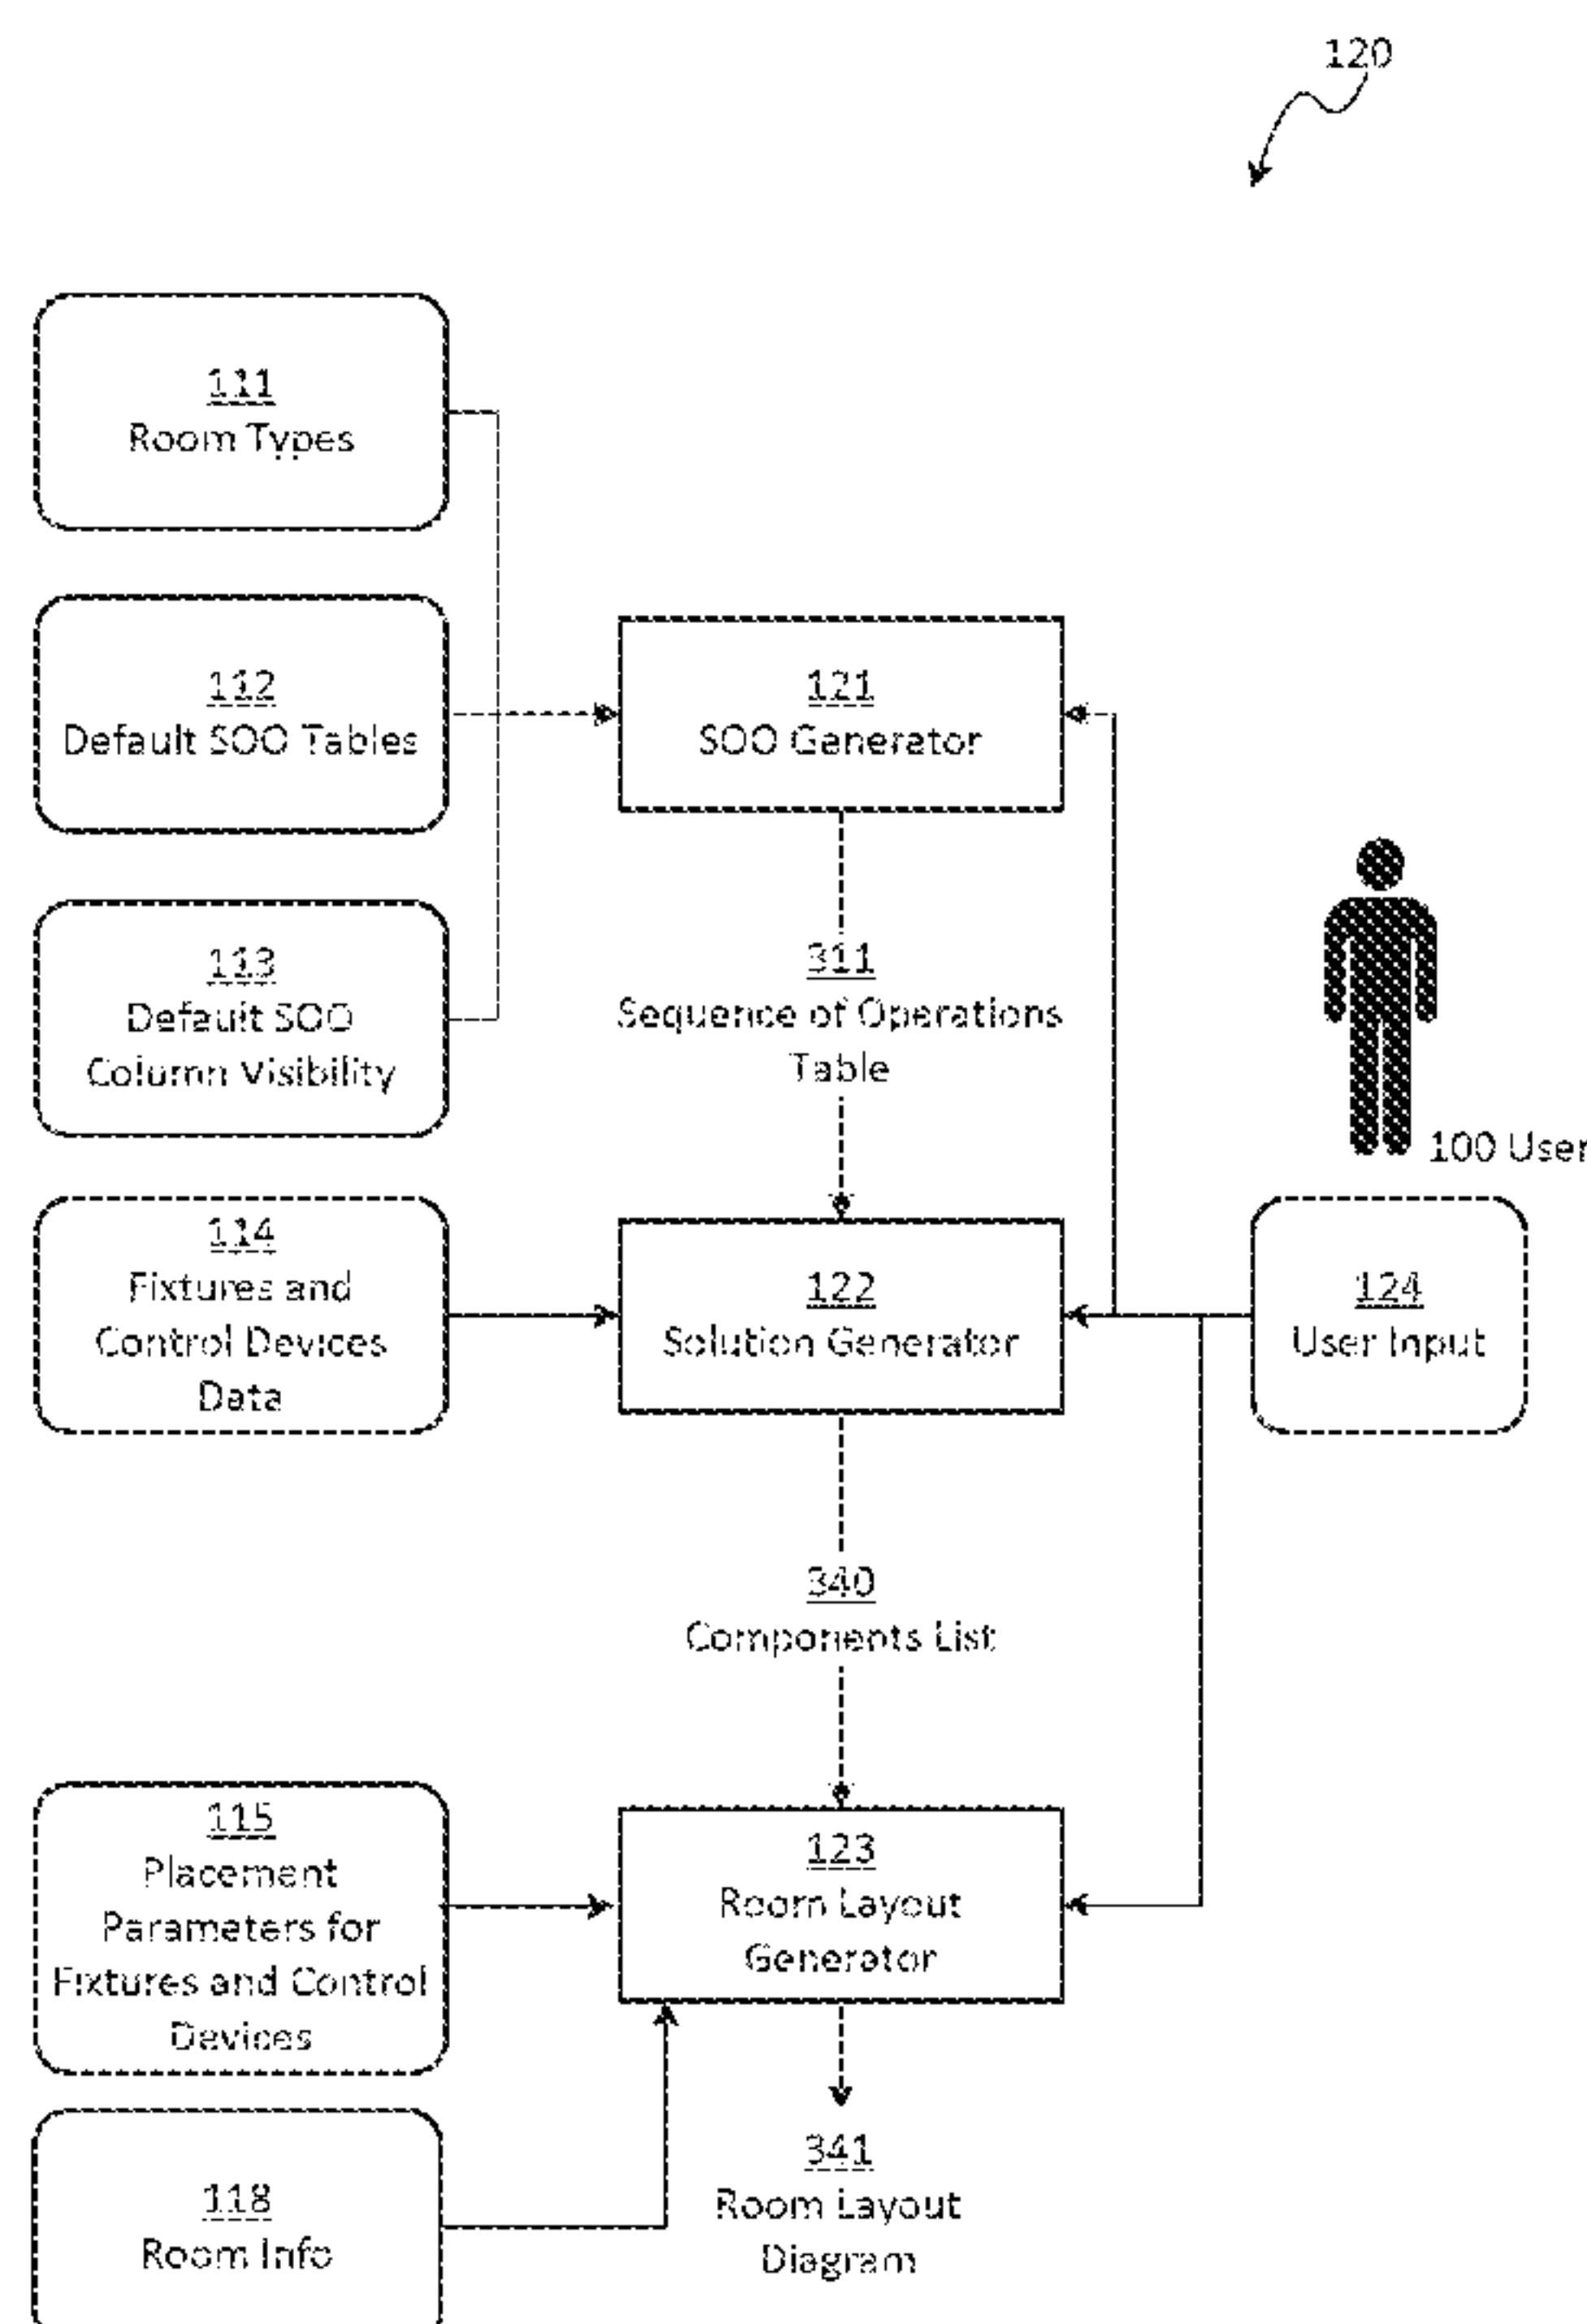 120
111
Room Types
112
Default SOO Tables
121
SOO Generator
113
Default SOO
Column Visibility
311
Sequence of Operations
Table
100 User
114
Fixtures and
Control Devices
Data
122
Solution Generator
124
User Input
340
Components List
115
Placement
Parameters for
Fixtures and Control
Devices
123
Room Layout
Generator
118
Room Info
341
Room Layout
Diagram